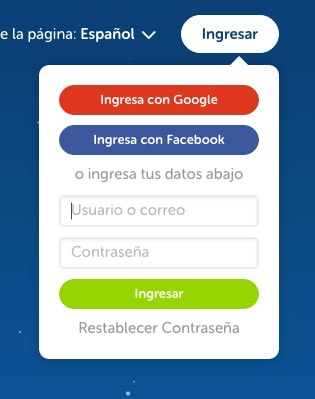 e la página: Español
Ingresar
Ingresa con Google
Ingresa con Facebook
o ingresa tus datos abajo
Usuario o correo
Contraseña
Ingresar
Restablecer Contraseña